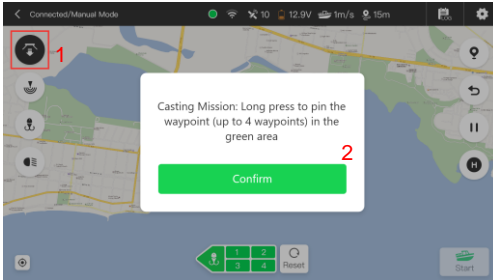 Connected/Manual Mode
10
12.9V
1m/s
15m
LOG
1
Casting Mission: Long press to pin the
waypoint (up to 4 waypoints) in the
green area
2
Confirm
H
1 2
3 4
Reset
Start